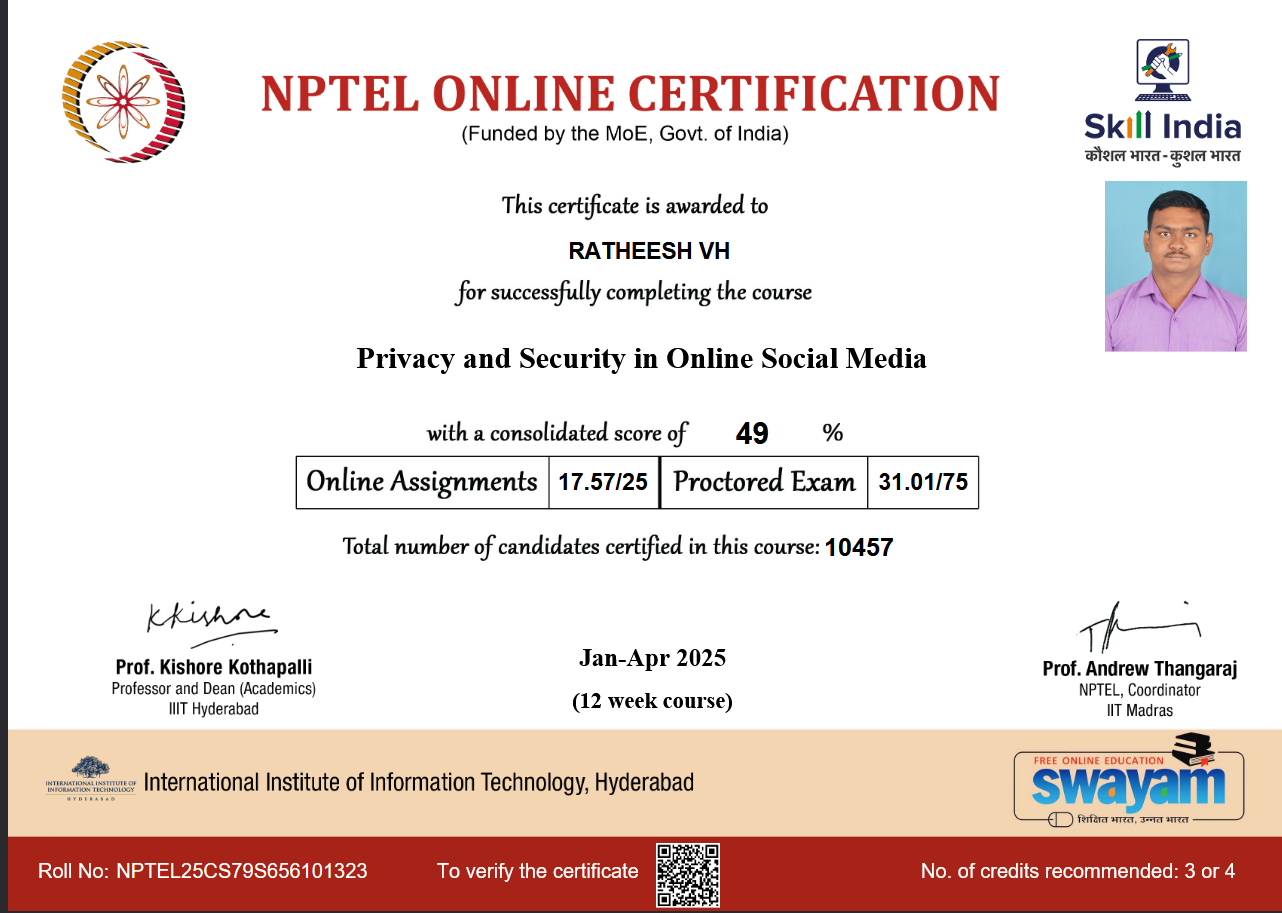 NPTEL ONLINE CERTIFICATION
(Funded by the MoE, Govt. of India)
Skill India
कौशल भारत - कुशल भारत
This certificate is awarded to
RATHEESH VH
for successfully completing the course
Privacy and Security in Online Social Media
with a consolidated score of 49 %
Online Assignments 17.57/25 Proctored Exam 31.01/75
Total number of candidates certified in this course: 10457
Kkishore
Prof. Kishore Kothapalli
Professor and Dean (Academics)
IIIT Hyderabad
Jan-Apr 2025
(12 week course)
Prof. Andrew Thangaraj
NPTEL, Coordinator
IIT Madras
INTERNATIONAL INSTITUTE OF
INFORMATION TECHNOLOGY
HYDERABAD
International Institute of Information Technology, Hyderabad
FREE ONLINE EDUCATION
swayam
शिक्षित भारत, उन्नत भारत
Roll No: NPTEL25CS79S656101323
To verify the certificate
No. of credits recommended: 3 or 4